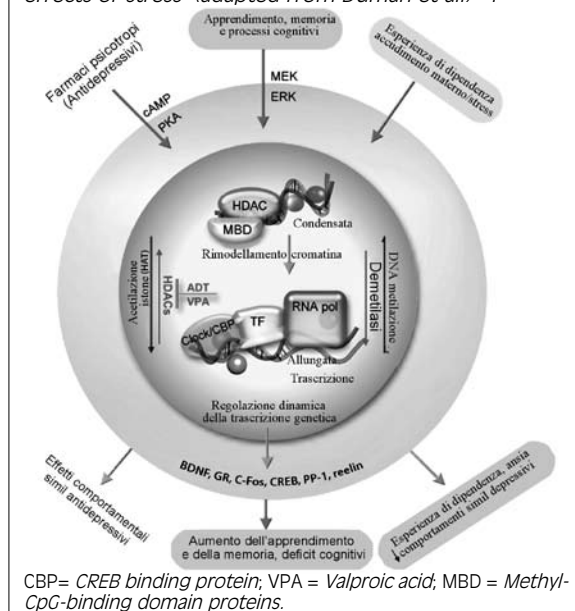 effects of stress (adapted from Duman et al.)
Apprendimento, memoria
e processi cognitivi
Farmaci psicotropi
(Antidepressivi)
Esperienza di dipendenza
accudimento materno/stress
MEK
ERK
cAMP
PKA
HDAC
MBD
Condensata
Rimodellamento cromatina
Acetilazione
istone (HAT)
HDACs
ADT
VPA
DNA metilazione
Demetilasi
Clock/CBP
TF
RNA pol
Allungata
Trascrizione
Regolazione dinamica
della trascrizione genetica
BDNF, GR, C-Fos, CREB, PP-1, reelin
Effetti comportamentali
simil antidepressivi
Aumento dell'apprendimento
e della memoria, deficit cognitivi
Esperienza di dipendenza, ansia
↓ comportamenti simil depressivi
CBP= CREB binding protein; VPA = Valproic acid; MBD = Methyl-
CpG-binding domain proteins.